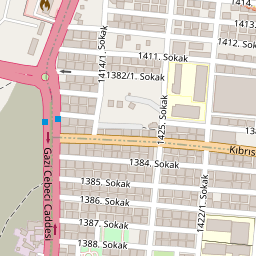 1414.
1411. Sokak
1412. Sokak
1414/1. Sokak
1382/1. Sokak
1425. Sokak
Kıbrıs
1384. Sokak
Gazi Cebeci Caddesi
1385. Sokak
1386. Sokak
1422/1. Sokak
1387. Sokak
1388. Sokak